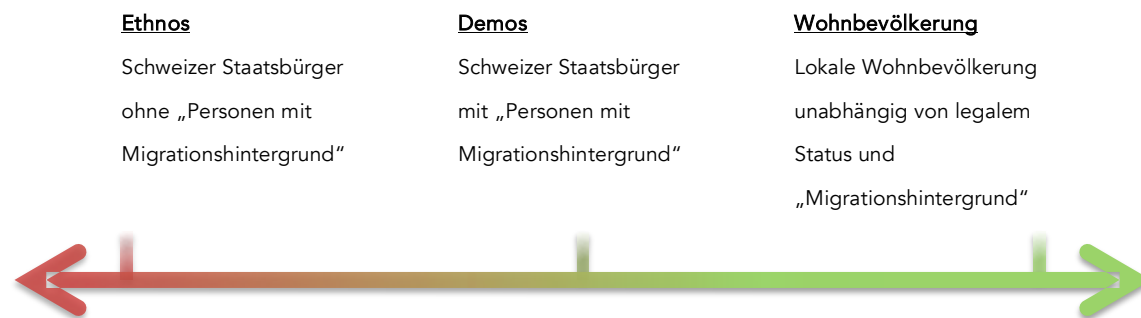 Ethnos
Schweizer Staatsbürger
ohne „Personen mit
Migrationshintergrund“
Demos
Schweizer Staatsbürger
mit „Personen mit
Migrationshintergrund“
Wohnbevölkerung
Lokale Wohnbevölkerung
unabhängig von legalem
Status und
„Migrationshintergrund“